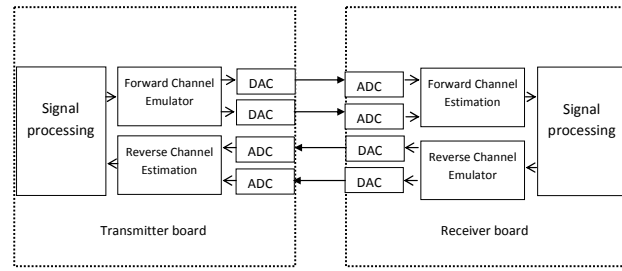 Signal
processing
Forward Channel
Emulator
DAC
DAC
Reverse Channel
Estimation
ADC
ADC
Transmitter board
ADC
ADC
Forward Channel
Estimation
DAC
DAC
Reverse Channel
Emulator
Signal
processing
Receiver board